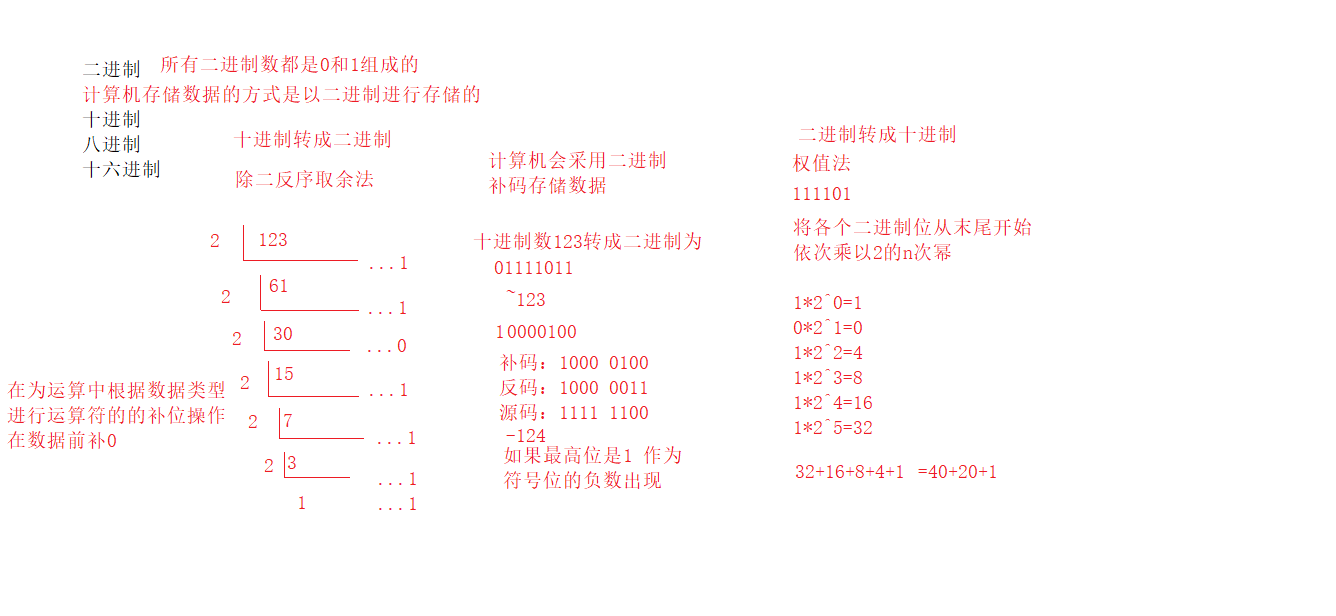 二进制 所有二进制数都是0和1组成的
计算机存储数据的方式是以二进制进行存储的
十进制
八进制
十六进制
十进制转成二进制
除二反序取余法
2 123 ...1
2 61 ...1
2 30 ...0
2 15 ...1
2 7 ...1
2 3 ...1
1 ...1
在为运算中根据数据类型
进行运算符的的补位操作
在数据前补0
计算机会采用二进制
补码存储数据
十进制数123转成二进制为
01111011
~123
10000100
补码：1000 0100
反码：1000 0011
源码：1111 1100
-124
如果最高位是1 作为
符号位的负数出现
二进制转成十进制
权值法
111101
将各个二进制位从末尾开始
依次乘以2的n次幂
1*2^0=1
0*2^1=0
1*2^2=4
1*2^3=8
1*2^4=16
1*2^5=32
32+16+8+4+1 =40+20+1